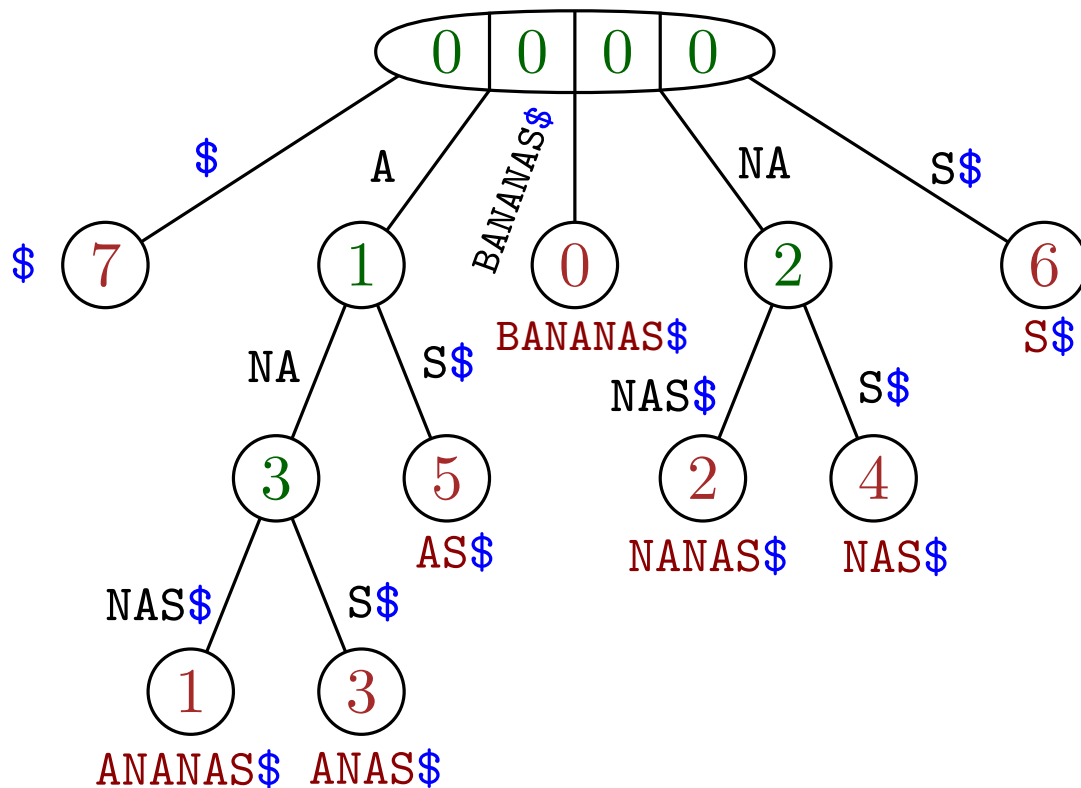 0 0 0 0
$
A
BANANAS$
NA
S$
$ 7
1
0
2
6
BANANAS$
S$
NA
S$
NAS$
S$
3
5
2
4
AS$
NANAS$
NAS$
NAS$
S$
1
3
ANANAS$
ANAS$